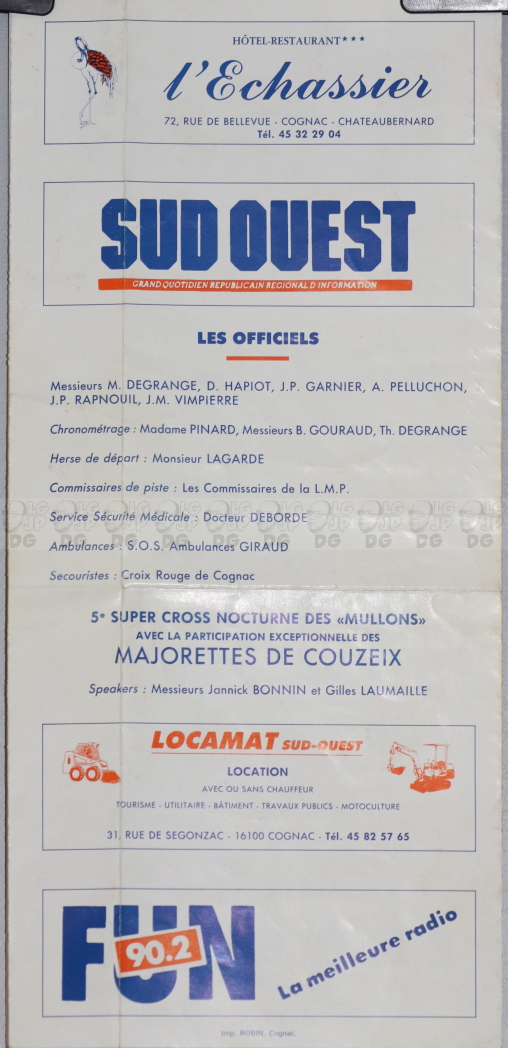 HÔTEL-RESTAURANT★★★
l'Echassier
72, RUE DE BELLEVUE - COGNAC - CHATEAUBERNARD
Tél. 45 32 29 04
SUD OUEST
GRAND QUOTIDIEN REPUBLICAIN REGIONAL D'INFORMATION
LES OFFICIELS
Messieurs M. DEGRANGE, D. HAPIOT, J.P. GARNIER, A. PELLUCHON,
J.P. RAPNOUIL, J.M. VIMPIERRE
Chronométrage : Madame PINARD, Messieurs B. GOURAUD, Th. DEGRANGE
Herse de départ : Monsieur LAGARDE
Commissaires de piste : Les Commissaires de la L.M.P.
Service Sécurité Médicale : Docteur DEBORDE
Ambulances : S.O.S. Ambulances GIRAUD
Secouristes : Croix Rouge de Cognac
5e SUPER CROSS NOCTURNE DES «MULLONS»
AVEC LA PARTICIPATION EXCEPTIONNELLE DES
MAJORETTES DE COUZEIX
Speakers : Messieurs Jannick BONNIN et Gilles LAUMAILLE
LOCAMAT SUD-OUEST
LOCATION
AVEC OU SANS CHAUFFEUR
TOURISME - UTILITAIRE - BÂTIMENT - TRAVAUX PUBLICS - MOTOCULTURE
31, RUE DE SEGONZAC - 16100 COGNAC - Tél. 45 82 57 65
FUN
90.2
La meilleure radio
Imp. ROBIN, Cognac.